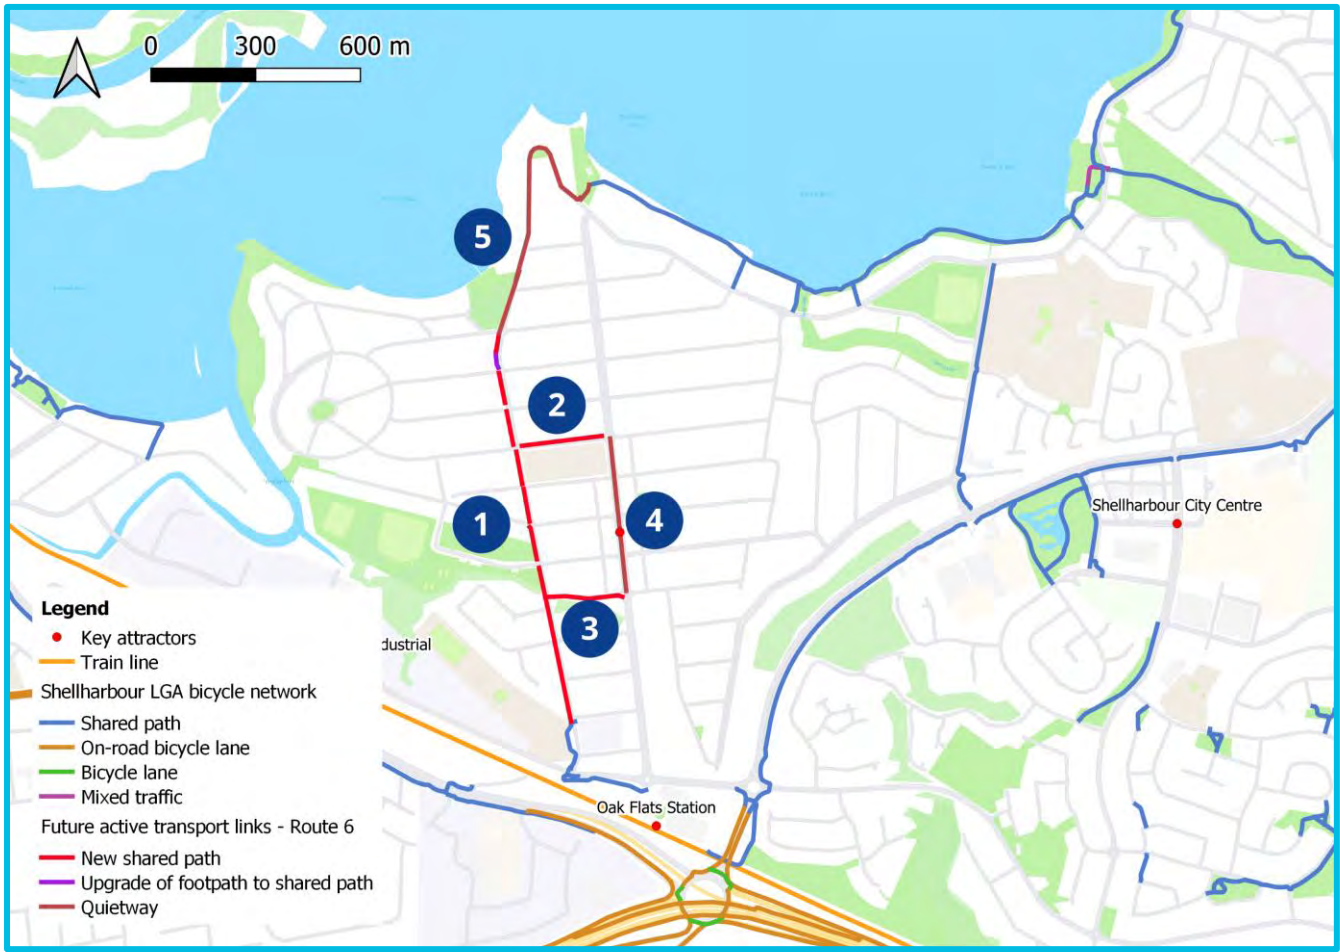 0 300 600 m
5
2
1
4
3
Shellharbour City Centre
dustrial
Oak Flats Station
Legend
Key attractors
Train line
Shellharbour LGA bicycle network
Shared path
On-road bicycle lane
Bicycle lane
Mixed traffic
Future active transport links - Route 6
New shared path
Upgrade of footpath to shared path
Quietway